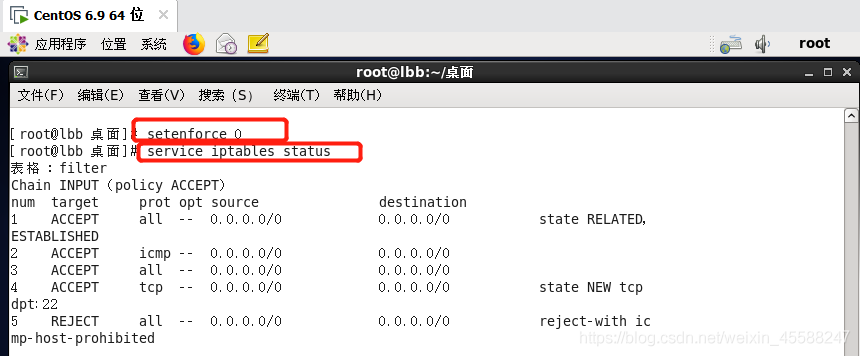 CentOS 6.9 64 位
应用程序 位置 系统 root
root@lbb:~/桌面
文件(F) 编辑(E) 查看(V) 搜索 (S) 终端(T) 帮助(H)
[root@lbb 桌面]# setenforce 0
[root@lbb 桌面]# service iptables status
表格：filter
Chain INPUT (policy ACCEPT)
num target prot opt source destination
1 ACCEPT all -- 0.0.0.0/0 0.0.0.0/0 state RELATED,
ESTABLISHED
2 ACCEPT icmp -- 0.0.0.0/0 0.0.0.0/0
3 ACCEPT all -- 0.0.0.0/0 0.0.0.0/0
4 ACCEPT tcp -- 0.0.0.0/0 0.0.0.0/0 state NEW tcp
dpt:22
5 REJECT all -- 0.0.0.0/0 0.0.0.0/0 reject-with ic
mp-host-prohibited
https://blog.csdn.net/weixin_45588247